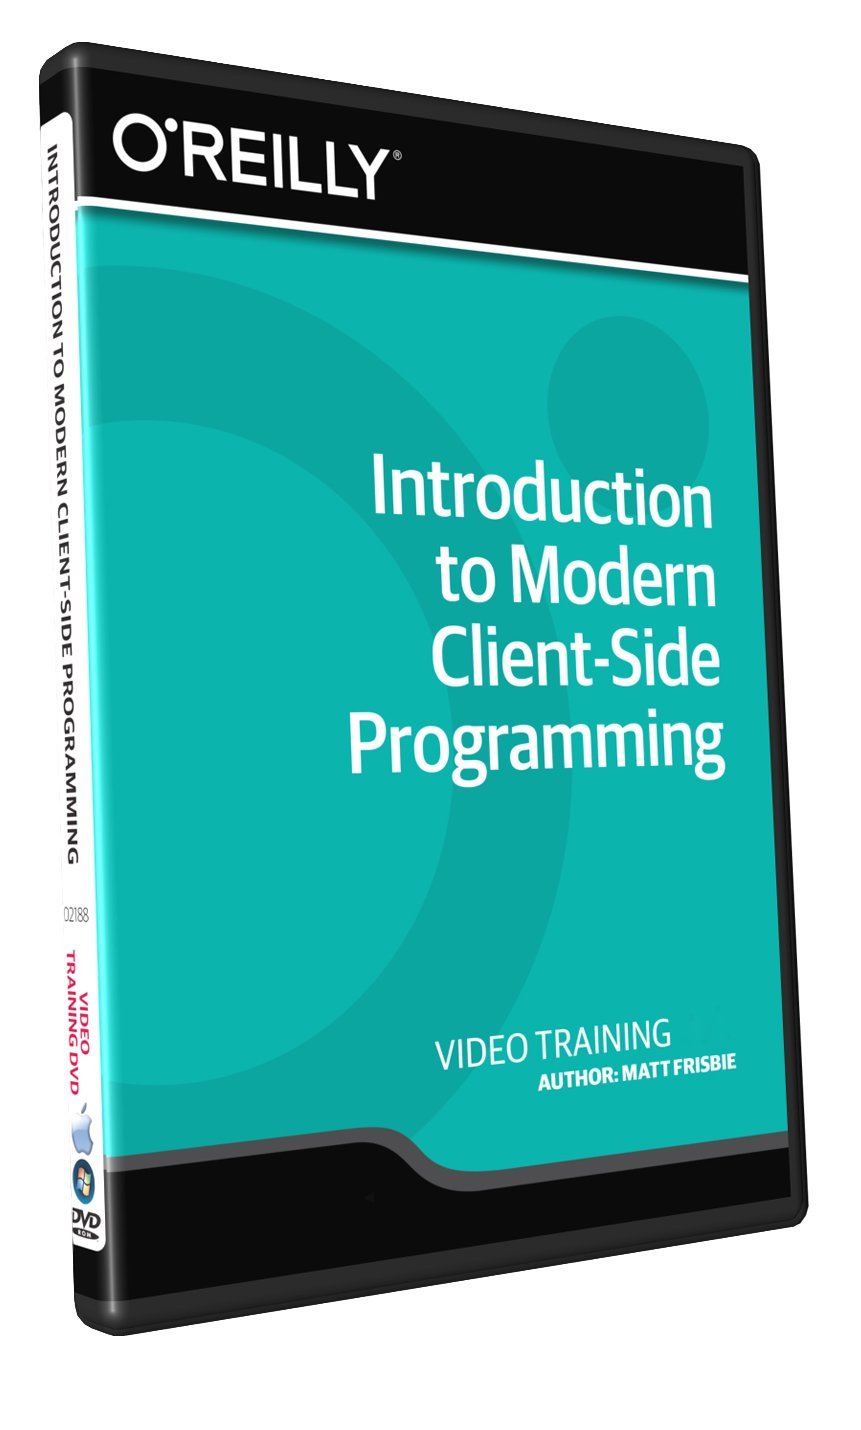 O'REILLY®
Introduction
to Modern
Client-Side
Programming
VIDEO TRAINING
AUTHOR: MATT FRISBIE
INTRODUCTION TO MODERN CLIENT-SIDE PROGRAMMING
02188
VIDEO
TRAINING DVD
DVD
ROM